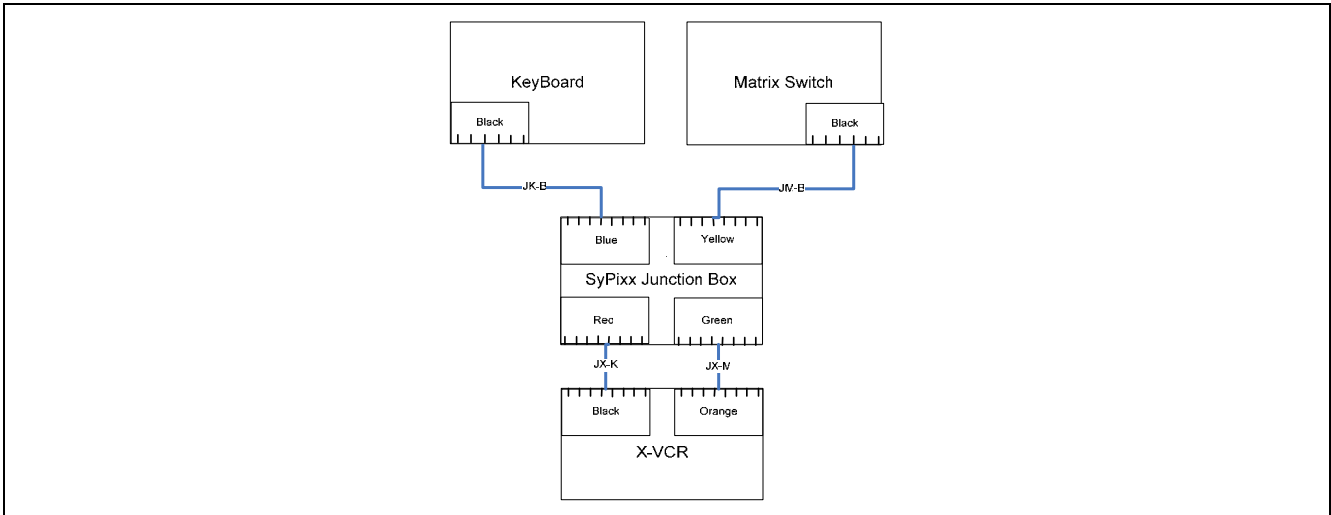 KeyBoard
Matrix Switch
Black
Black
JK-B
JM-B
Blue
Yellow
SyPixx Junction Box
Red
Green
JX-K
JX-M
Black
Orange
X-VCR